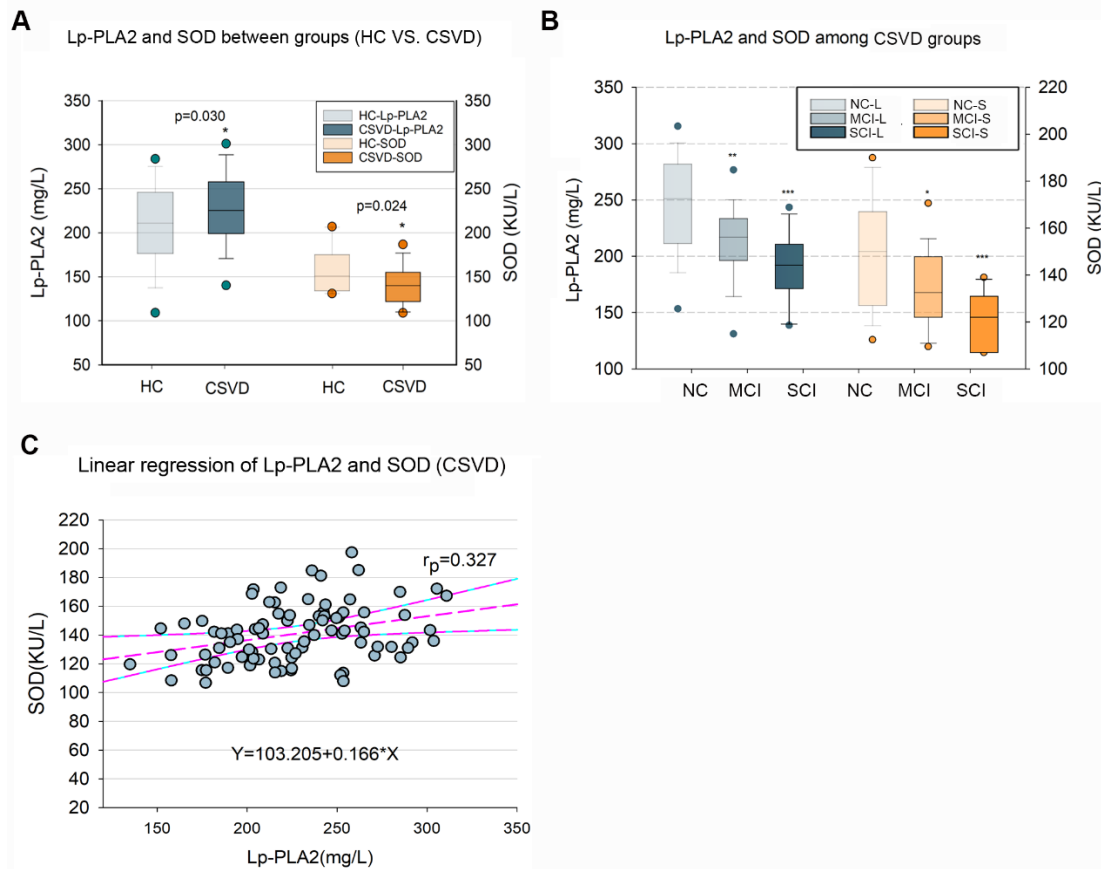 A
Lp-PLA2 and SOD between groups (HC VS. CSVD)
350
300
250
200
150
100
50
Lp-PLA2 (mg/L)
p=0.030
*
HC-Lp-PLA2
CSVD-Lp-PLA2
HC-SOD
CSVD-SOD
p=0.024
*
350
300
250
200
150
100
50
SOD (KU/L)
HC
CSVD
HC
CSVD
B
Lp-PLA2 and SOD among CSVD groups
350
300
250
200
150
100
Lp-PLA2 (mg/L)
NC-L
MCI-L
SCI-L
NC-S
MCI-S
SCI-S
**
***
*
***
220
200
180
160
140
120
100
SOD (KU/L)
NC
MCI
SCI
NC
MCI
SCI
C
Linear regression of Lp-PLA2 and SOD (CSVD)
220
200
180
160
140
120
100
80
60
40
20
SOD(KU/L)
rp=0.327
Y=103.205+0.166*X
150
200
250
300
350
Lp-PLA2(mg/L)